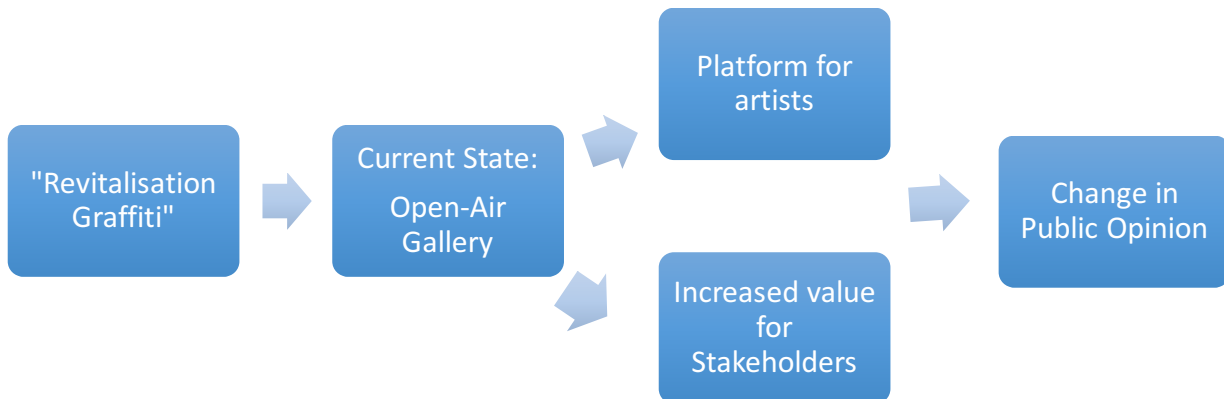 "Revitalisation
Graffiti"
Current State:
Open-Air
Gallery
Platform for
artists
Increased value
for
Stakeholders
Change in
Public Opinion